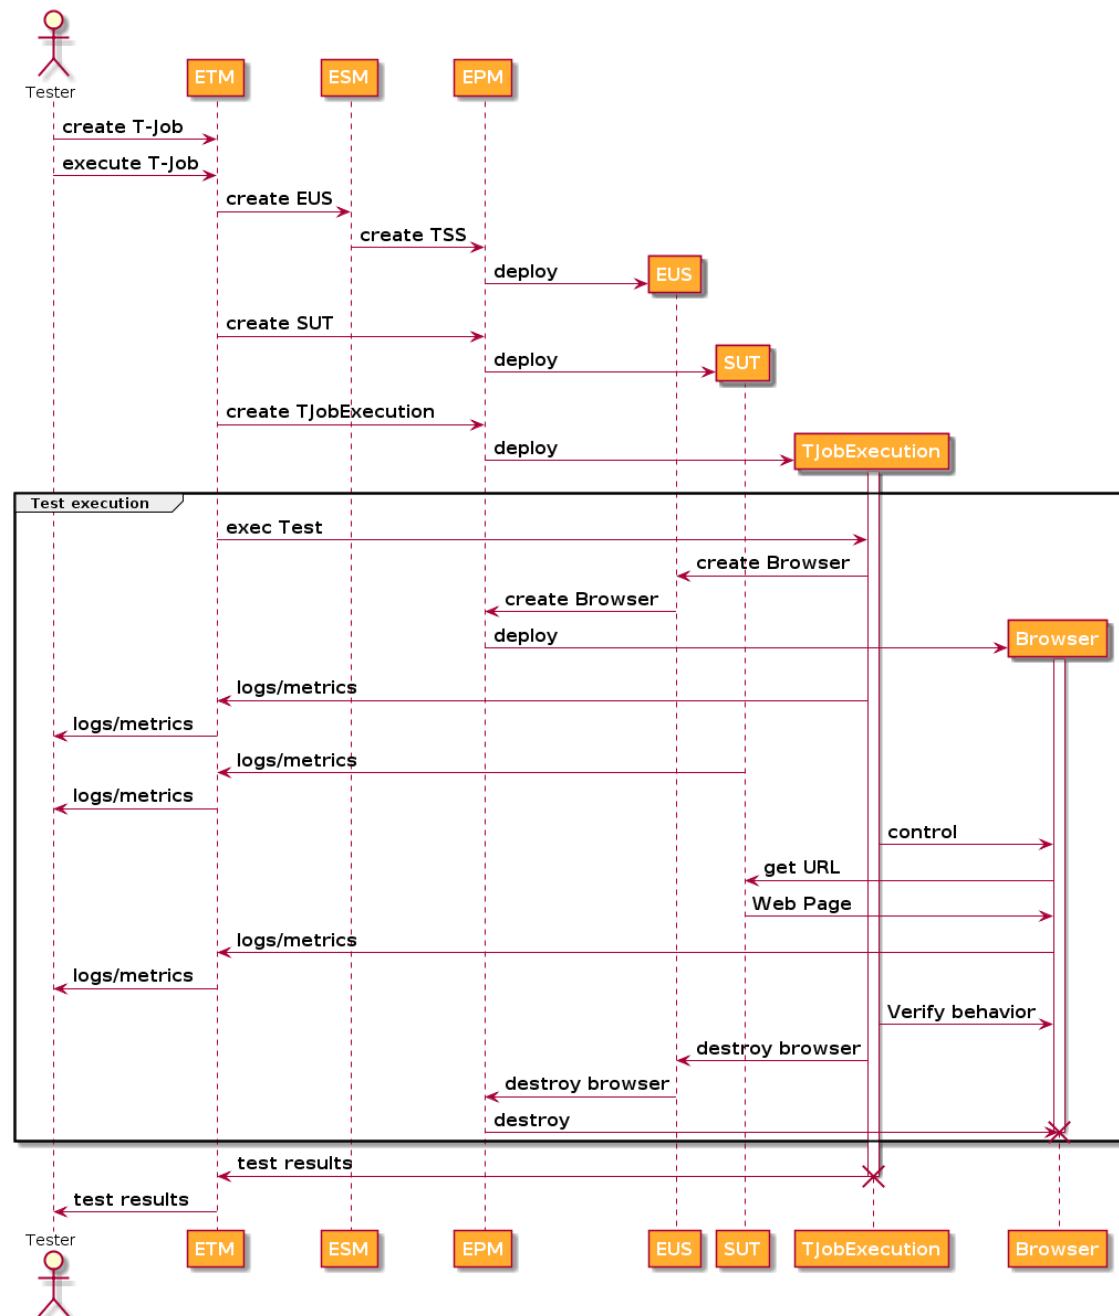 Tester
ETM
ESM
EPM
create T-Job
execute T-Job
create EUS
create TSS
deploy
EUS
create SUT
deploy
SUT
create TJobExecution
deploy
TJobExecution
Test execution
exec Test
create Browser
create Browser
deploy
Browser
logs/metrics
logs/metrics
logs/metrics
logs/metrics
control
get URL
Web Page
logs/metrics
logs/metrics
Verify behavior
destroy browser
destroy browser
destroy
test results
test results
Tester
ETM
ESM
EPM
EUS
SUT
TJobExecution
Browser